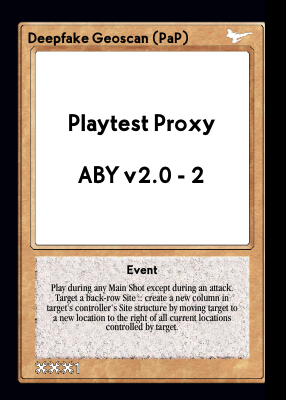 Deepfake Geoscan (PaP)
Playtest Proxy
ABY v2.0 - 2
Event
Play during any Main Shot except during an attack.
Target a back-row Site :: create a new column in
target's controller's Site structure by moving target to
a new location to the right of all current locations
controlled by target.
1